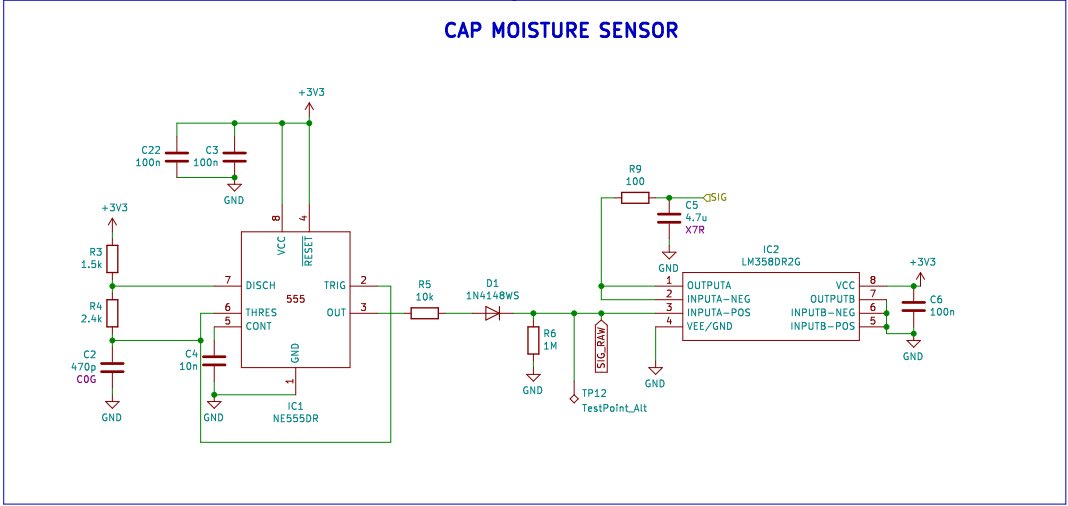 CAP MOISTURE SENSOR
+3V3
C22
100n
C3
100n
GND
+3V3
R3
1.5k
R4
2.4k
C2
470p
C0G
GND
8
4
VCC
RESET
7
DISCH
6
THRES
5
CONT
555
TRIG
2
OUT
3
GND
1
C4
10n
GND
IC1
NE555DR
R5
10k
D1
1N4148WS
R6
1M
GND
TP12
TestPoint_Alt
SIG_RAW
R9
100
SIG
C5
4.7u
X7R
GND
IC2
LM358DR2G
1
OUTPUTA
2
INPUTA-NEG
3
INPUTA-POS
4
VEE/GND
VCC
8
OUTPUTB
7
INPUTB-NEG
6
INPUTB-POS
5
GND
+3V3
C6
100n
GND